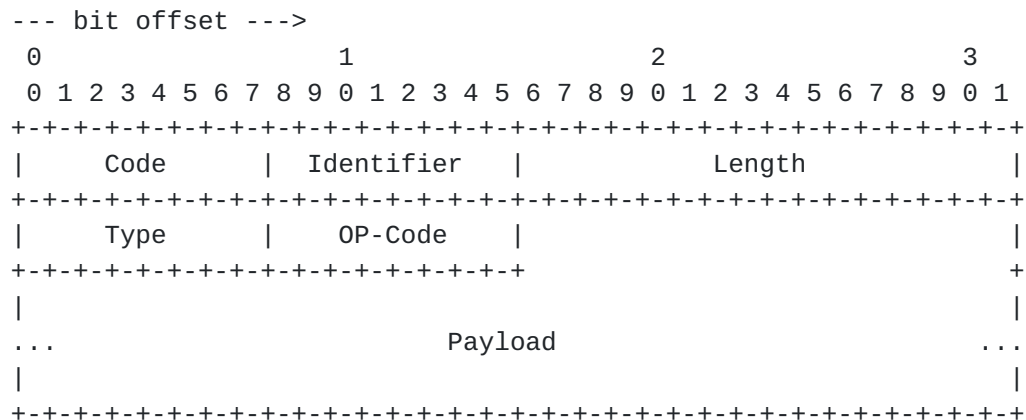 --- bit offset --->
 0                   1                   2                   3
 0 1 2 3 4 5 6 7 8 9 0 1 2 3 4 5 6 7 8 9 0 1 2 3 4 5 6 7 8 9 0 1
+-+-+-+-+-+-+-+-+-+-+-+-+-+-+-+-+-+-+-+-+-+-+-+-+-+-+-+-+-+-+-+-+
|     Code      |  Identifier   |            Length             |
+-+-+-+-+-+-+-+-+-+-+-+-+-+-+-+-+-+-+-+-+-+-+-+-+-+-+-+-+-+-+-+-+
|     Type      |    OP-Code    |                               |
+-+-+-+-+-+-+-+-+-+-+-+-+-+-+-+-+                               +
|                                                               |
...                         Payload                           ...
|                                                               |
+-+-+-+-+-+-+-+-+-+-+-+-+-+-+-+-+-+-+-+-+-+-+-+-+-+-+-+-+-+-+-+-+